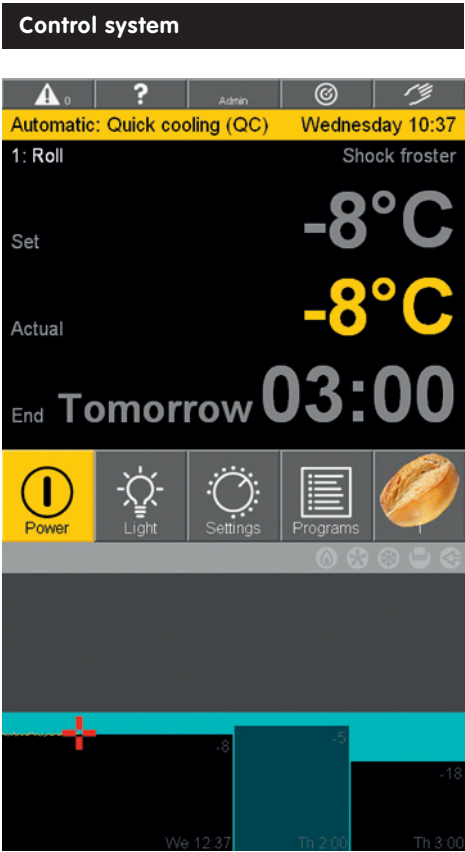 Control system
0 ? Admin
Automatic: Quick cooling (QC) Wednesday 10:37
1: Roll Shock froster
Set -8°C
Actual -8°C
End Tomorrow 03:00
Power Light Settings Programs 1
-8 -5
-18
We 12:37 Th 2:00 Th 3:00